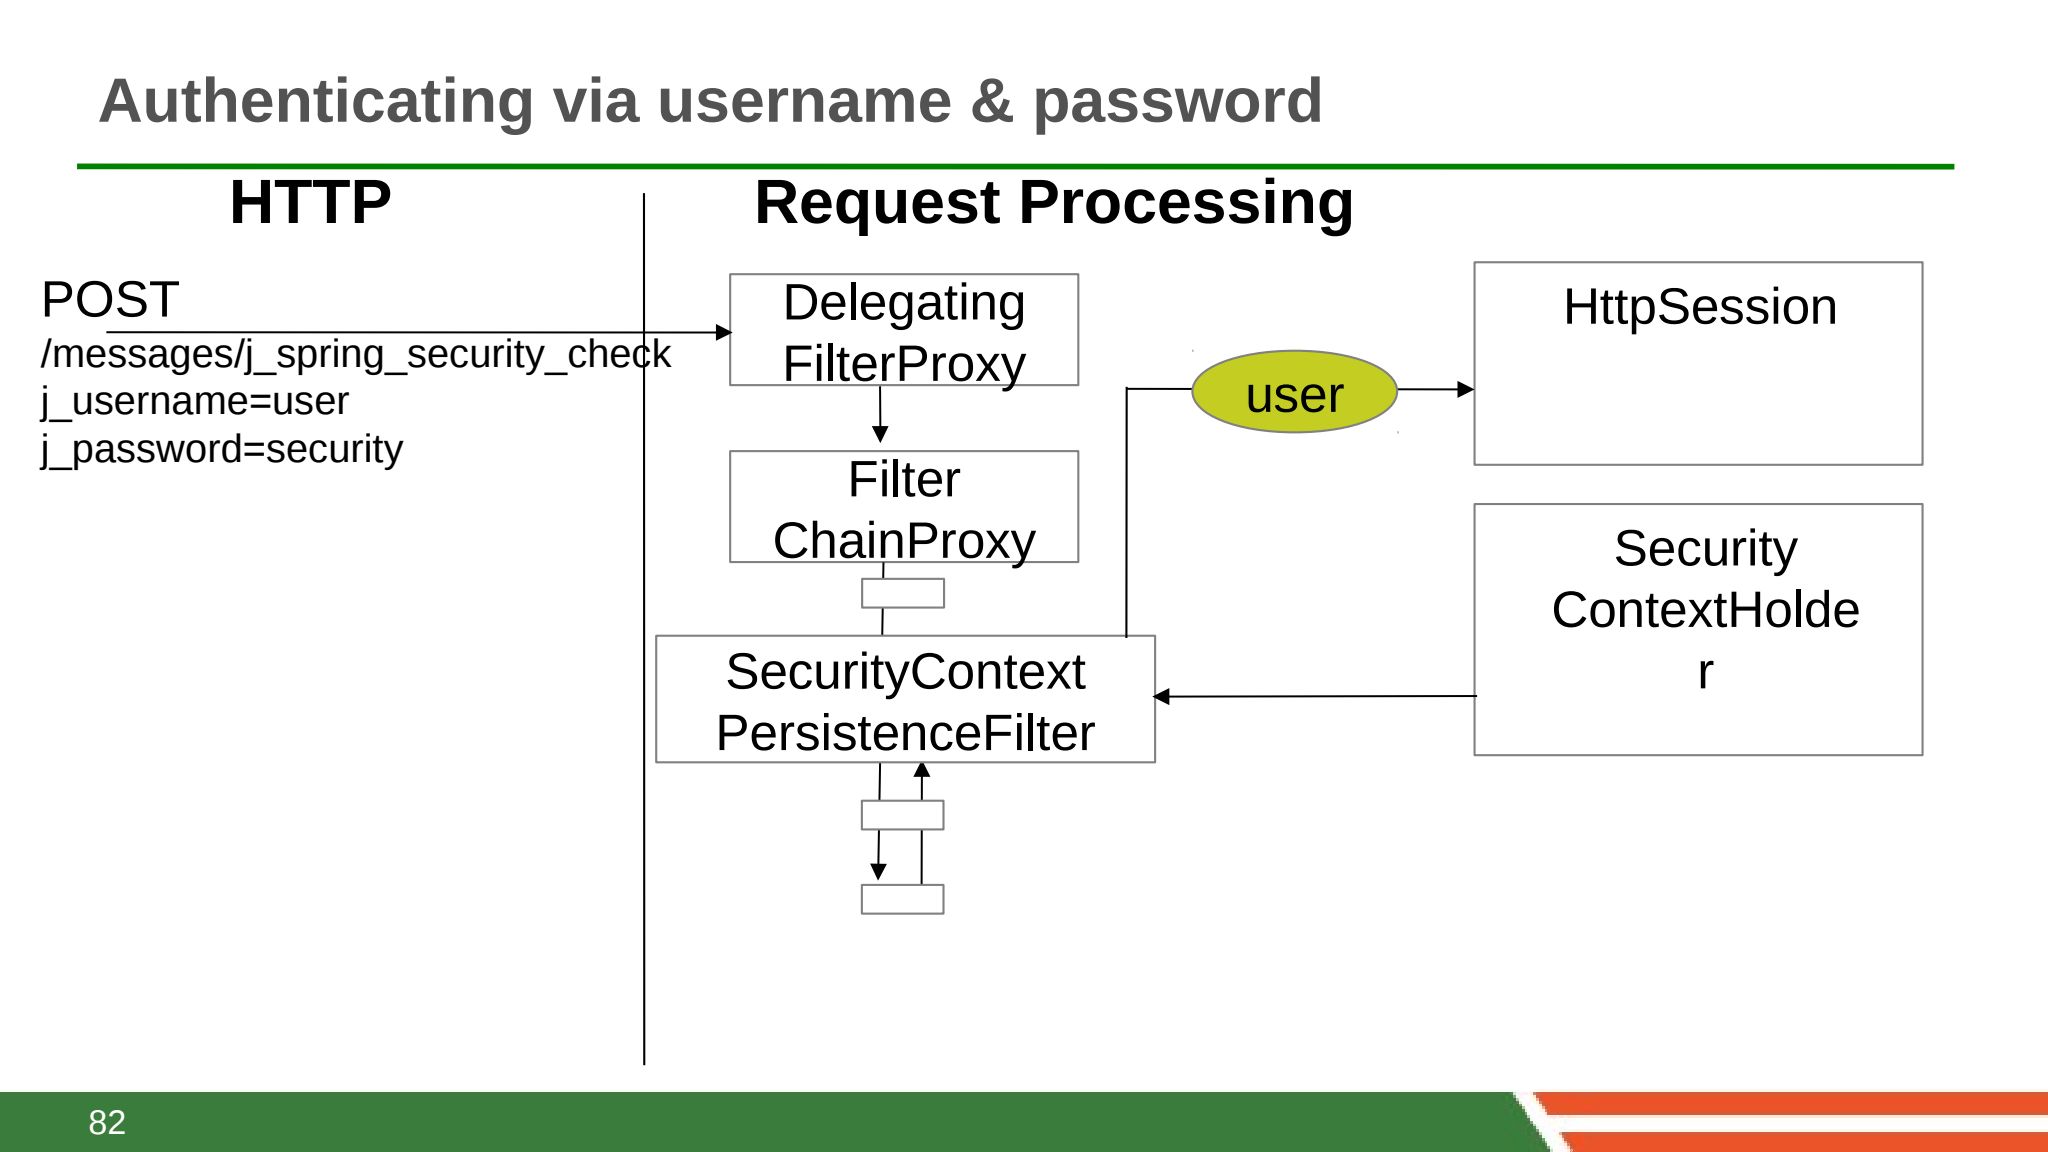 Authenticating via username & password
HTTP
Request Processing
POST
/messages/j_spring_security_check
j_username=user
j_password=security
Delegating
FilterProxy
Filter
ChainProxy
SecurityContext
PersistenceFilter
user
HttpSession
Security
ContextHolde
r
82